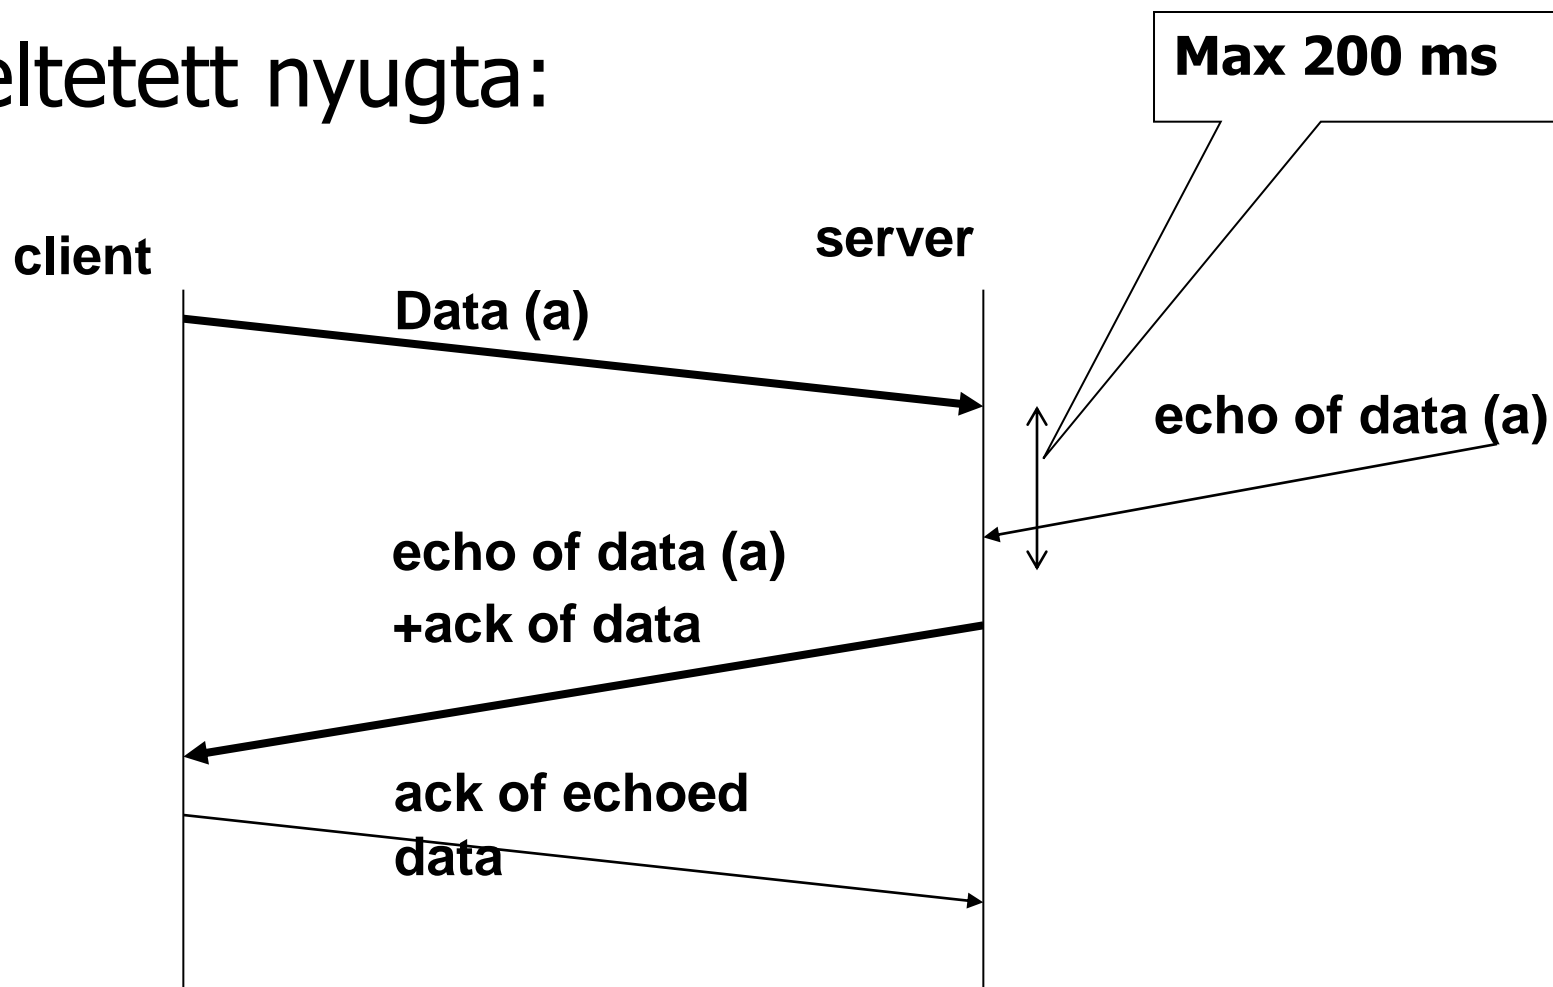 eltetett nyugta:
Max 200 ms
client
server
Data (a)
echo of data (a)
echo of data (a)
+ack of data
ack of echoed
data